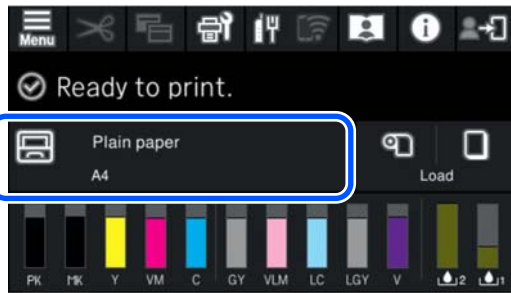 Menu
i
Ready to print.
Plain paper
A4
Load
PK MK Y VM C GY VLM LC LGY V 2 1